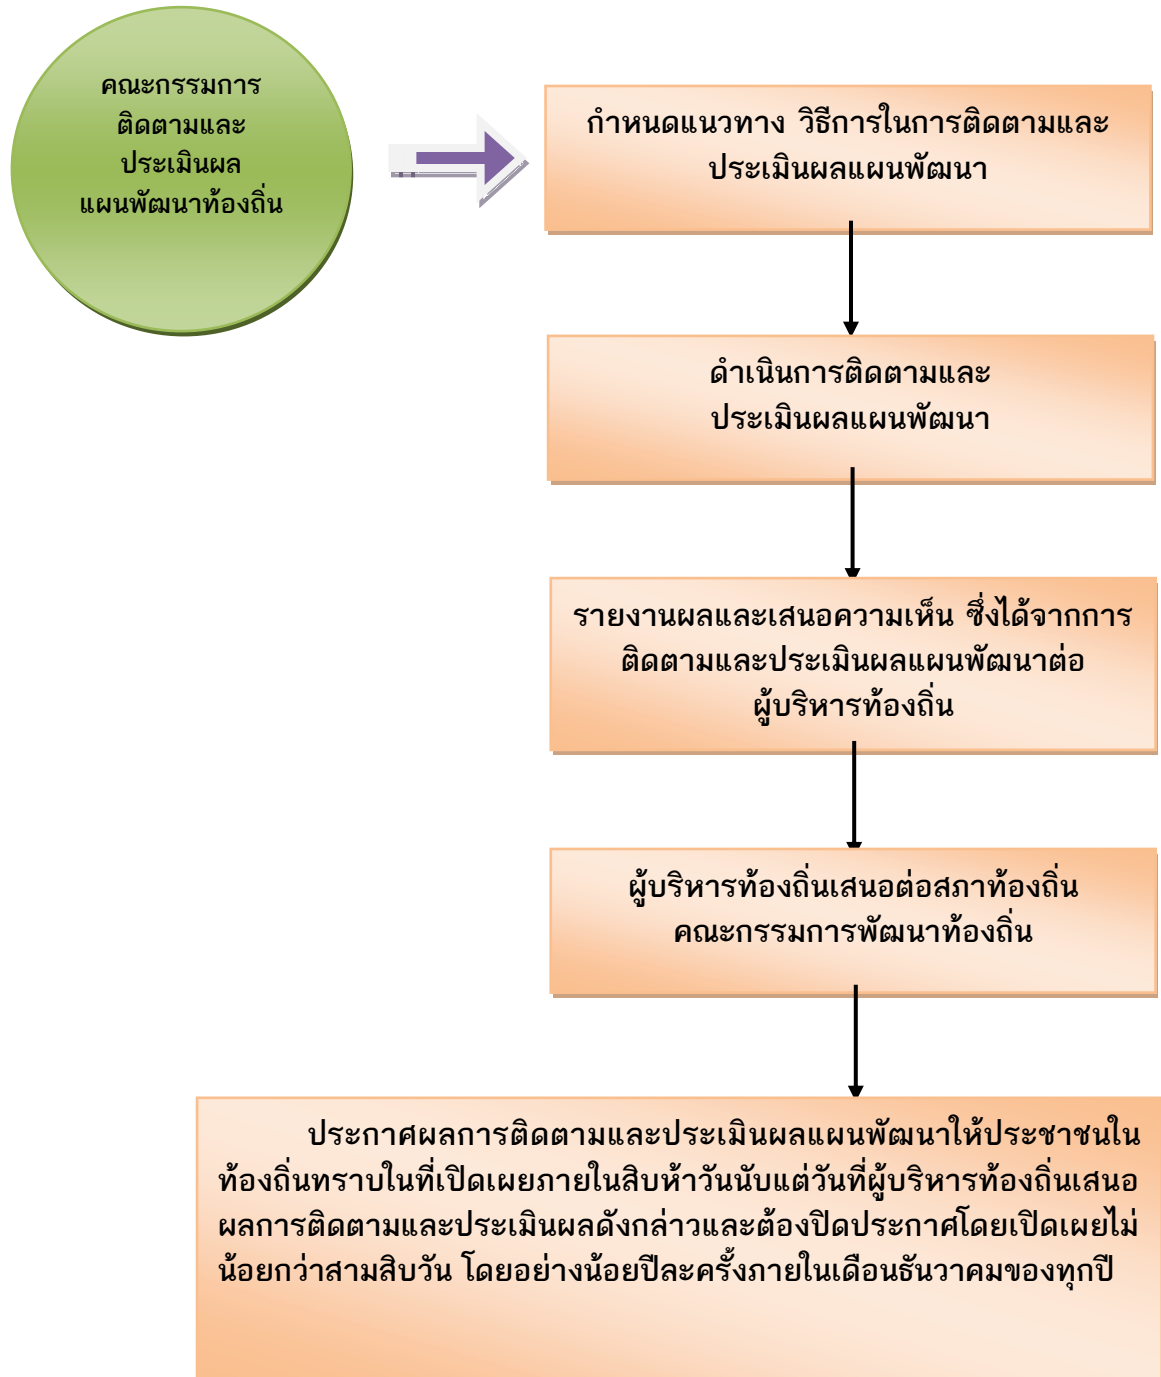 คณะกรรมการ
ติดตามและ
ประเมินผล
แผนพัฒนาท้องถิ่น
กำหนดแนวทาง วิธีการในการติดตามและ
ประเมินผลแผนพัฒนา
ดำเนินการติดตามและ
ประเมินผลแผนพัฒนา
รายงานผลและเสนอความเห็น ซึ่งได้จากการ
ติดตามและประเมินผลแผนพัฒนาต่อ
ผู้บริหารท้องถิ่น
ผู้บริหารท้องถิ่นเสนอต่อสภาท้องถิ่น
คณะกรรมการพัฒนาท้องถิ่น
ประกาศผลการติดตามและประเมินผลแผนพัฒนาให้ประชาชนใน
ท้องถิ่นทราบในที่เปิดเผยภายในสิบห้าวันนับแต่วันที่ผู้บริหารท้องถิ่นเสนอ
ผลการติดตามและประเมินผลดังกล่าวและต้องปิดประกาศโดยเปิดเผยไม่
น้อยกว่าสามสิบวัน โดยอย่างน้อยปีละครั้งภายในเดือนธันวาคมของทุกปี